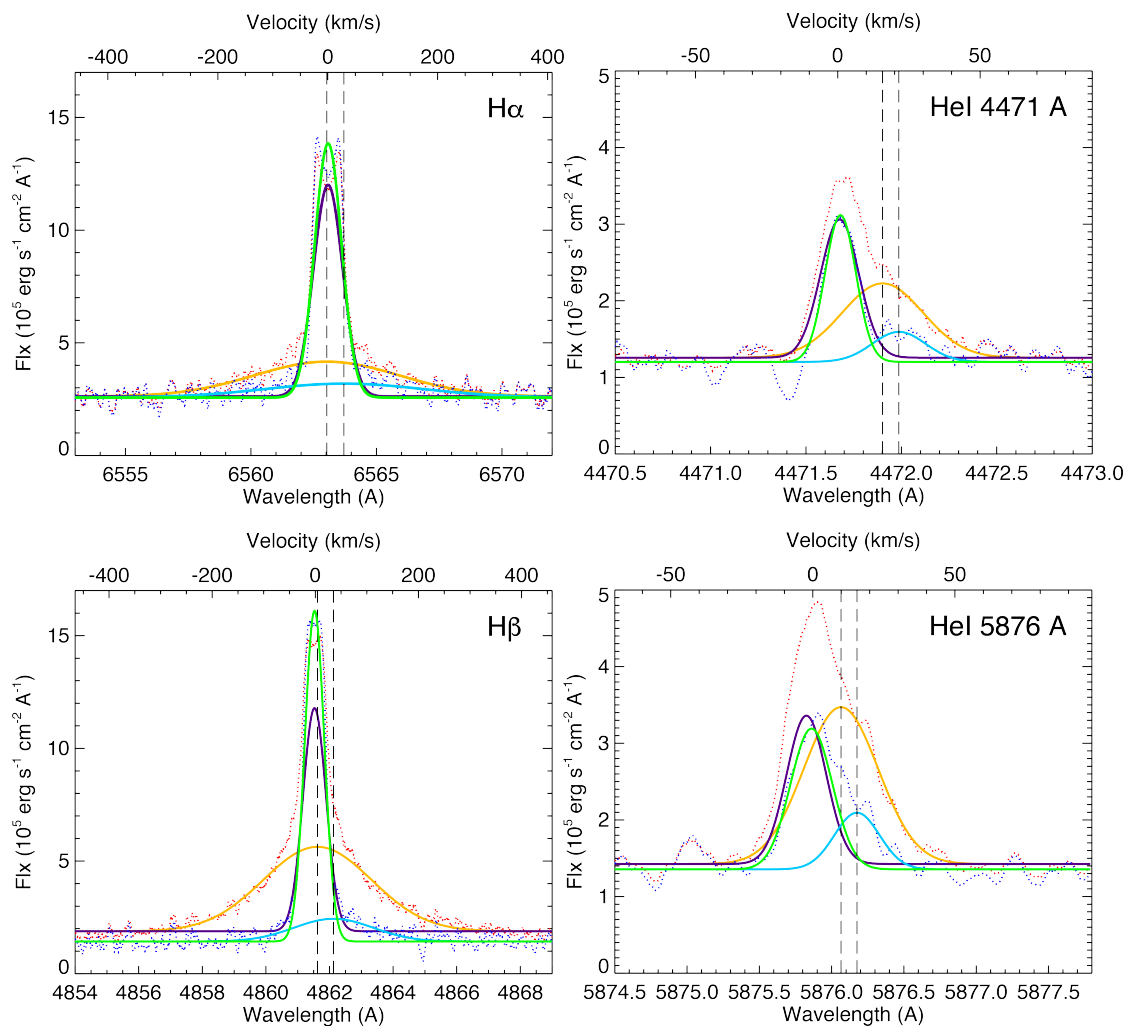 Velocity (km/s)
-400 -200 0 200 400
Hα
15
10
5
0
Flx (10⁵ erg s⁻¹ cm⁻² A⁻¹)
6555 6560 6565 6570
Wavelength (A)
Velocity (km/s)
-50 0 50
HeI 4471 A
5
4
3
2
1
0
Flx (10⁵ erg s⁻¹ cm⁻² A⁻¹)
4470.5 4471.0 4471.5 4472.0 4472.5 4473.0
Wavelength (A)
Velocity (km/s)
-400 -200 0 200 400
Hβ
15
10
5
0
Flx (10⁵ erg s⁻¹ cm⁻² A⁻¹)
4854 4856 4858 4860 4862 4864 4866 4868
Wavelength (A)
Velocity (km/s)
-50 0 50
HeI 5876 A
5
4
3
2
1
0
Flx (10⁵ erg s⁻¹ cm⁻² A⁻¹)
5874.5 5875.0 5875.5 5876.0 5876.5 5877.0 5877.5
Wavelength (A)